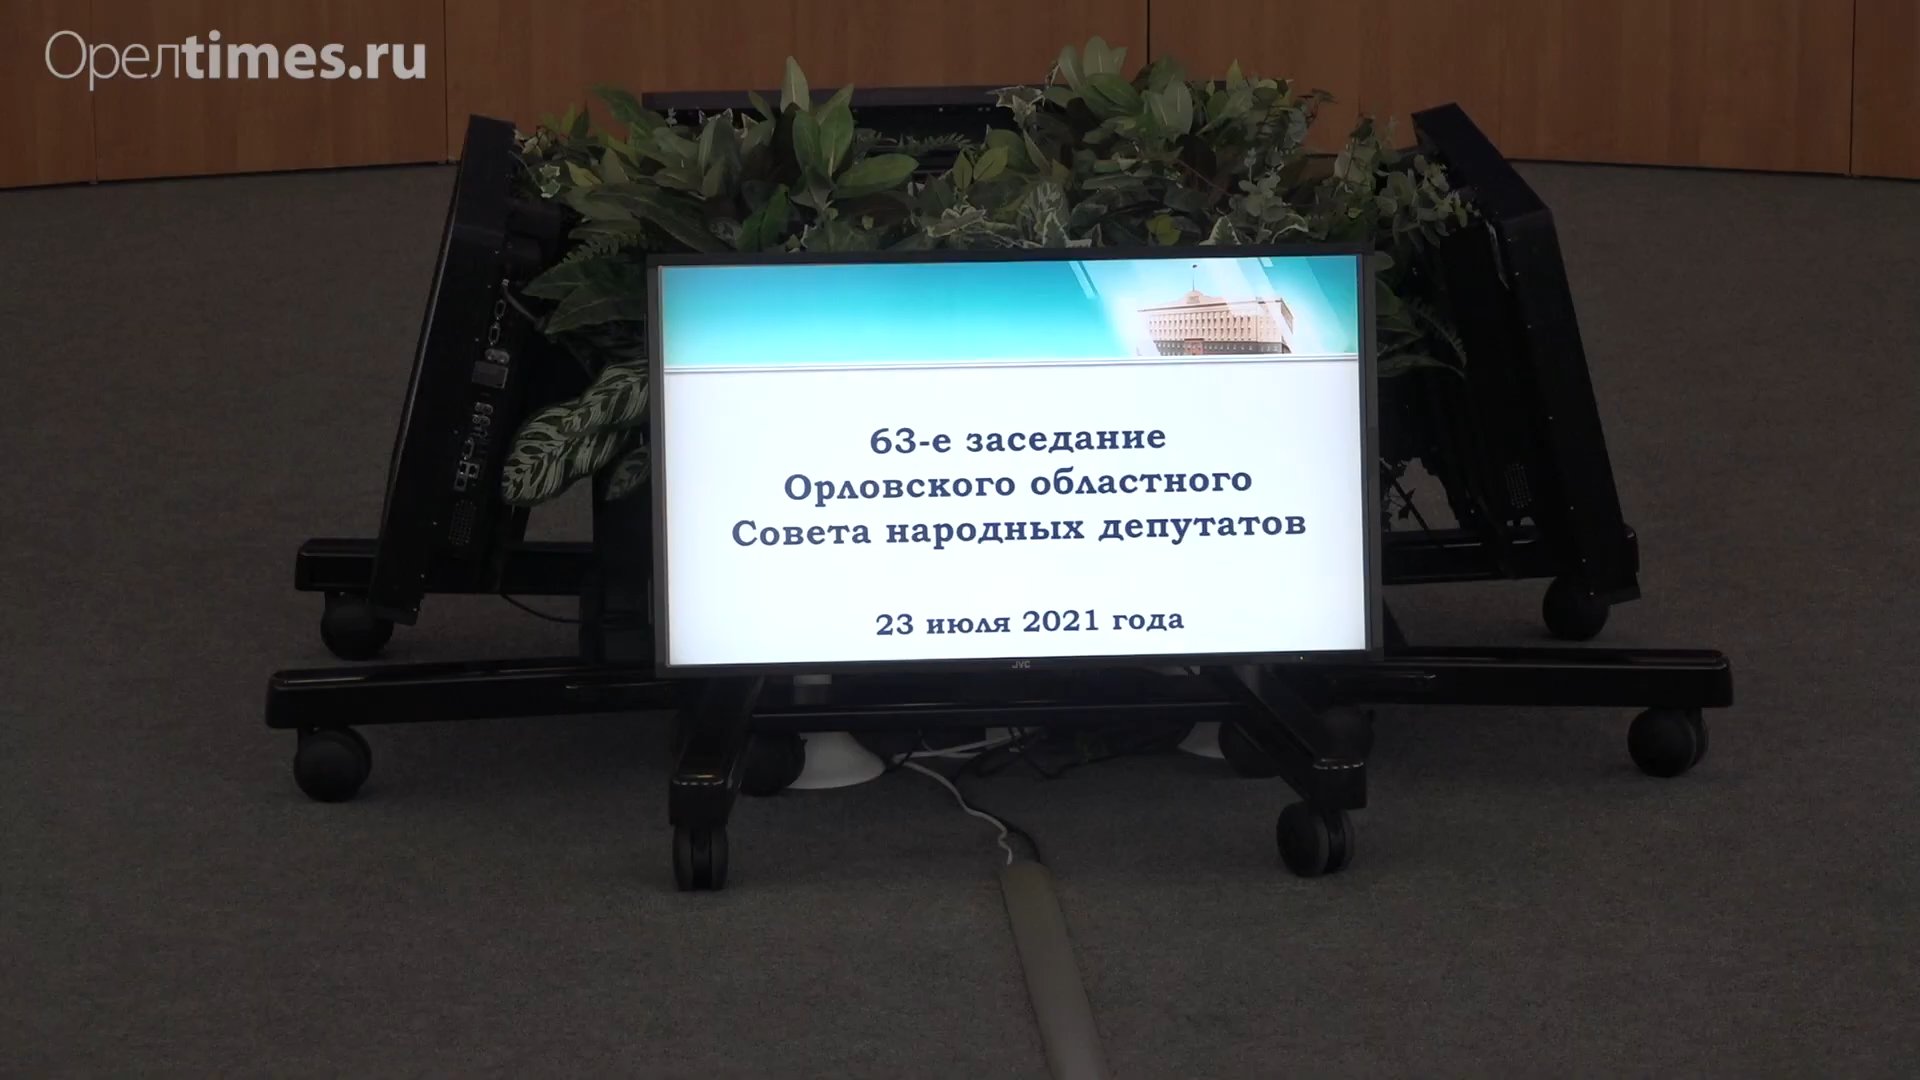 Орелtimes.ru
63-е заседание
Орловского областного
Совета народных депутатов
23 июля 2021 года
JVC